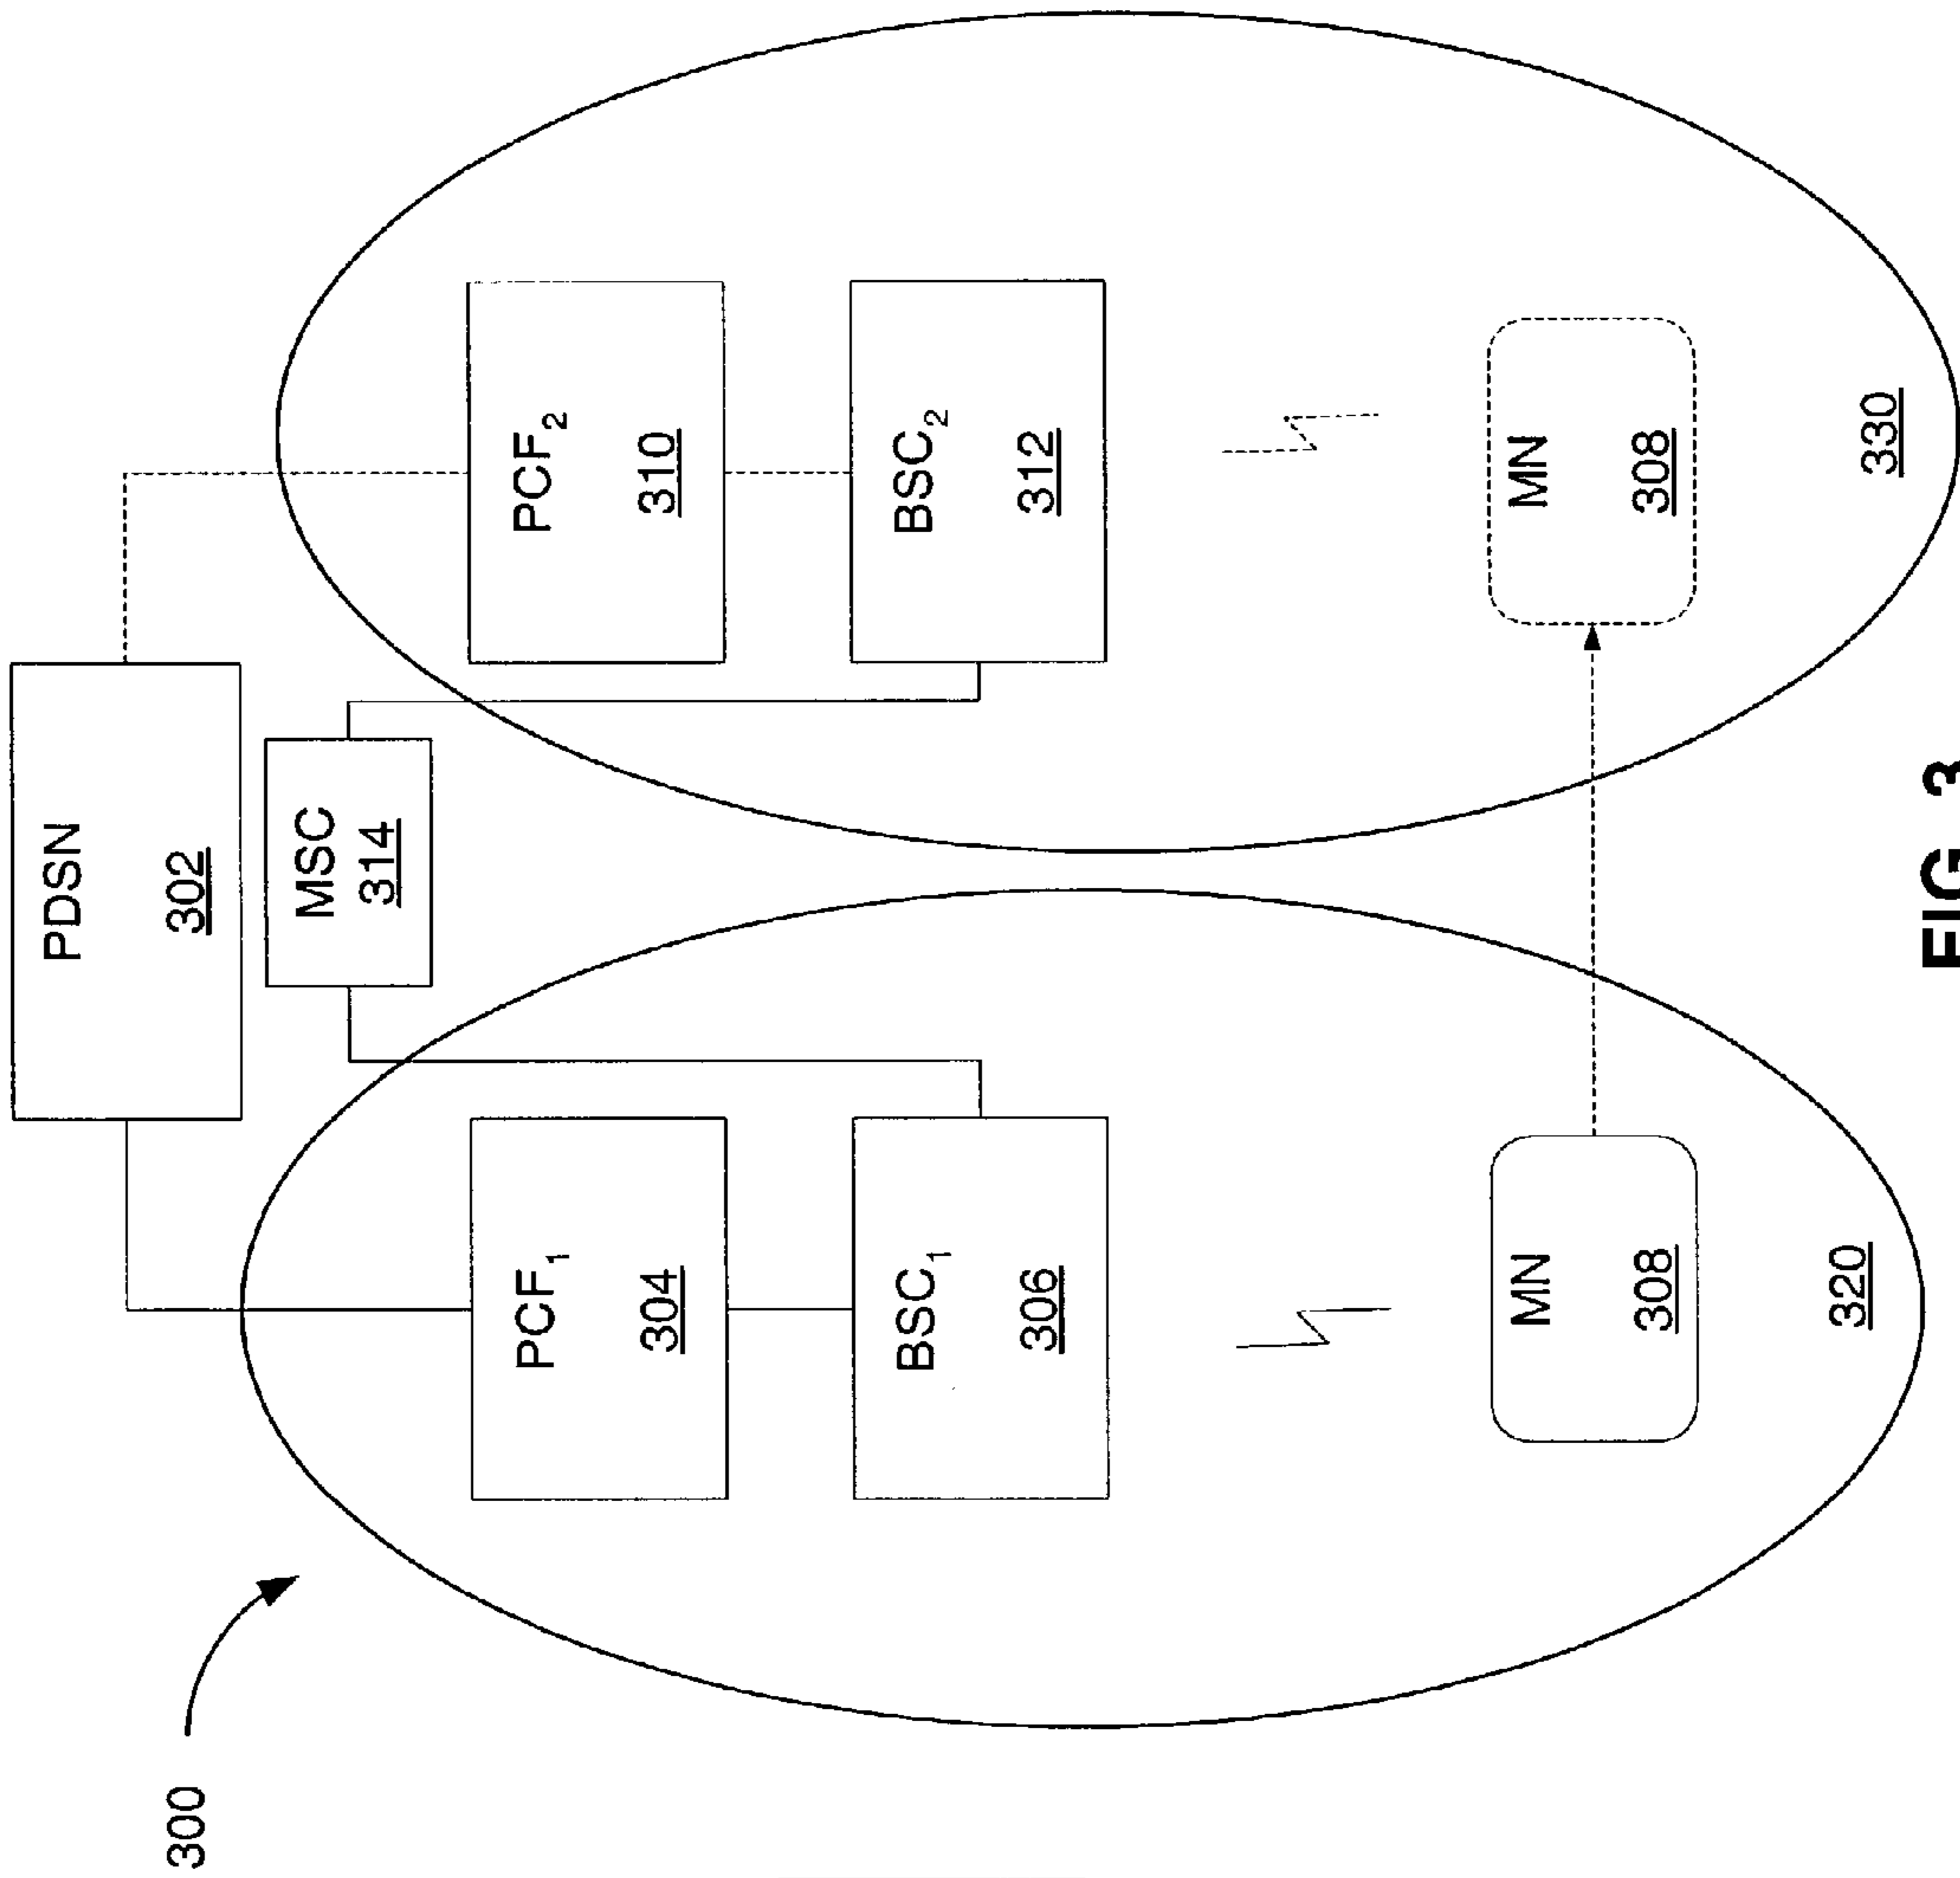 300
PDSN
302
MSC
314
PCF₁
304
BSC₁
306
MN
308
320
PCF₂
310
BSC₂
312
MN
308
330
FIG. 3